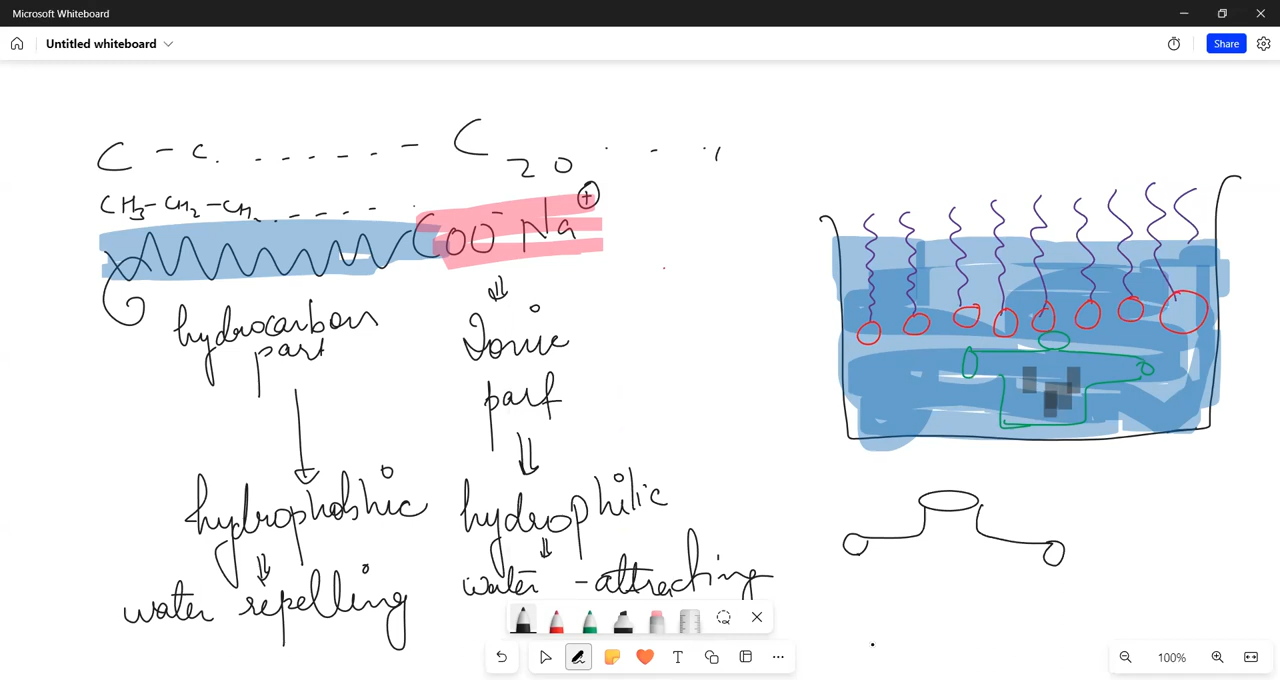 Microsoft Whiteboard
Untitled whiteboard
Share
C - C. ------- C20 . - ..,
CH3-CH2-CH2-----.
COO⁻Na⊕
hydrocarbon
part
Ionic
part
hydrophobhic
hydrophilic
water repelling
water -attracting
T
100%